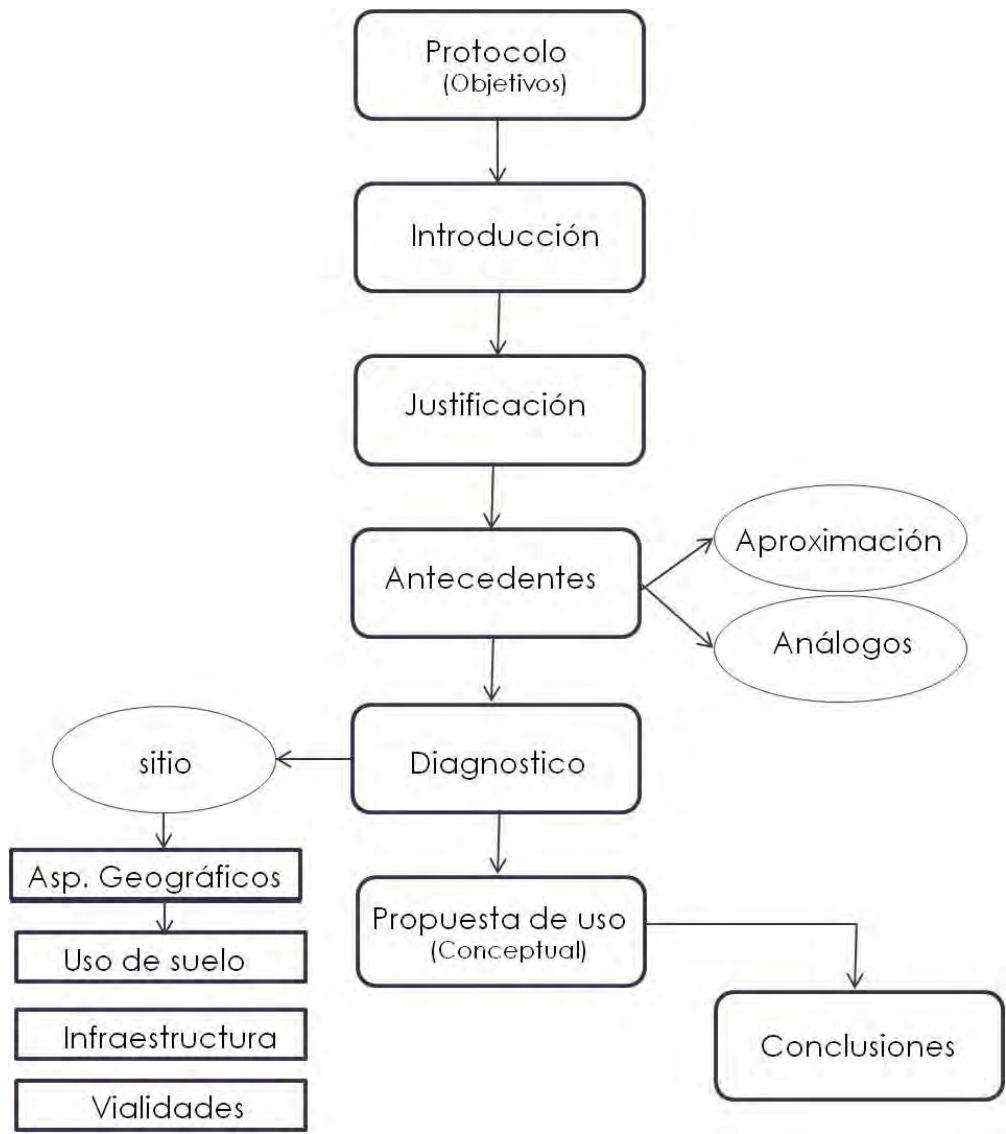 Protocolo
(Objetivos)
Introducción
Justificación
Antecedentes
Aproximación
Análogos
Diagnostico
sitio
Asp. Geográficos
Uso de suelo
Infraestructura
Vialidades
Propuesta de uso
(Conceptual)
Conclusiones